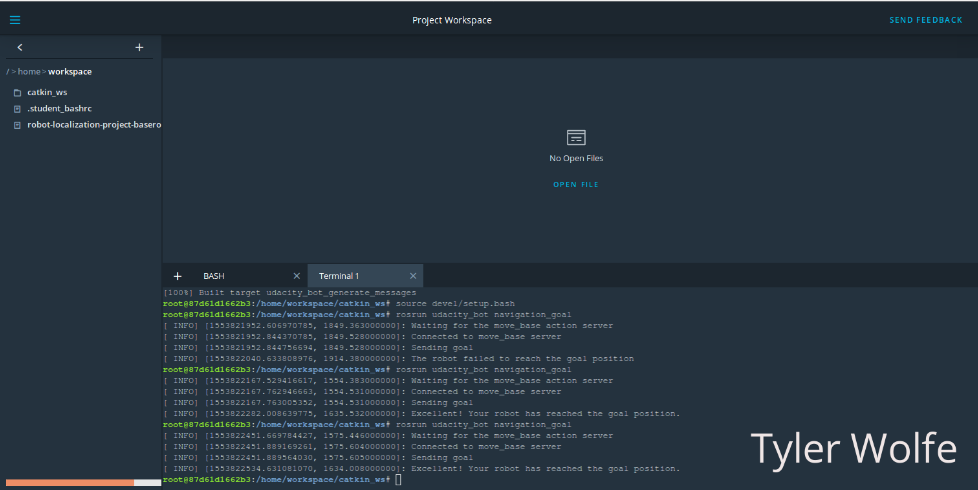 Project Workspace
SEND FEEDBACK
/ > home > workspace
catkin_ws
.student_bashrc
robot-localization-project-basero
No Open Files
OPEN FILE
BASH
Terminal 1
[100%] Built target udacity_bot_generate_messages
root@87d61d1662b3:/home/workspace/catkin_ws# source devel/setup.bash
root@87d61d1662b3:/home/workspace/catkin_ws# rosrun udacity_bot navigation_goal
[ INFO] [1553821952.606970785, 1849.363000000]: Waiting for the move_base action server
[ INFO] [1553821952.844370785, 1849.528000000]: Connected to move_base server
[ INFO] [1553821952.844756694, 1849.528000000]: Sending goal
[ INFO] [1553822040.633808976, 1914.380000000]: The robot failed to reach the goal position
root@87d61d1662b3:/home/workspace/catkin_ws# rosrun udacity_bot navigation_goal
[ INFO] [1553822167.529416617, 1554.383000000]: Waiting for the move_base action server
[ INFO] [1553822167.762946663, 1554.531000000]: Connected to move_base server
[ INFO] [1553822167.763005352, 1554.531000000]: Sending goal
[ INFO] [1553822282.008639775, 1635.532000000]: Excellent! Your robot has reached the goal position.
root@87d61d1662b3:/home/workspace/catkin_ws# rosrun udacity_bot navigation_goal
[ INFO] [1553822451.669784427, 1575.446000000]: Waiting for the move_base action server
[ INFO] [1553822451.889169261, 1575.604000000]: Connected to move_base server
[ INFO] [1553822451.889564030, 1575.605000000]: Sending goal
[ INFO] [1553822534.631081070, 1634.008000000]: Excellent! Your robot has reached the goal position.
root@87d61d1662b3:/home/workspace/catkin_ws#
Tyler Wolfe